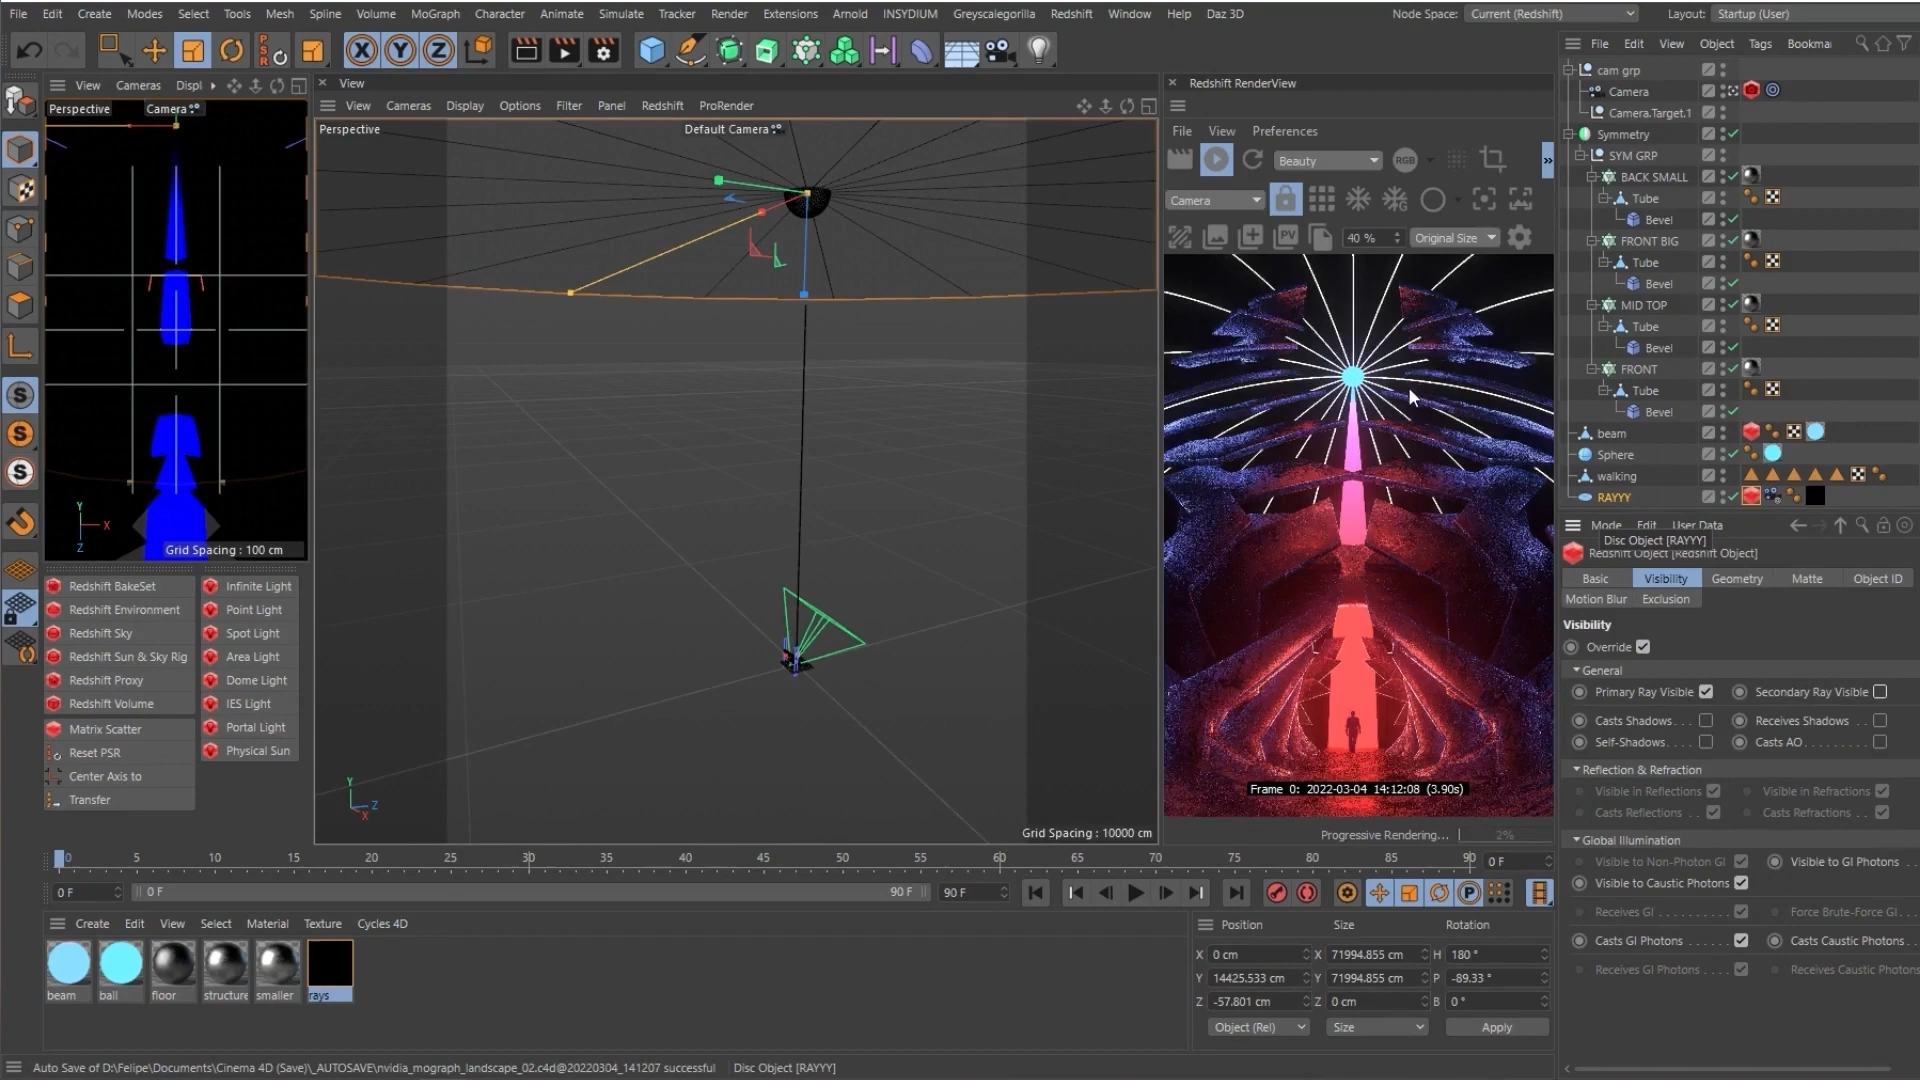 File Edit Create Modes Select Tools Mesh Spline Volume MoGraph Character Animate Simulate Tracker Render Extensions Arnold INSYDIUM Greyscalegorilla Redshift Window Help Daz 3D
Node Space: Current (Redshift) Layout: Startup (User)
X Y Z
PV
File Edit View Object Tags Bookma
View Cameras Displ
Perspective Camera
Grid Spacing : 100 cm
View
View Cameras Display Options Filter Panel Redshift ProRender
Perspective Default Camera
Grid Spacing : 10000 cm
Redshift RenderView
File View Preferences
Beauty RGB
Camera
40 % Original Size
Frame 0: 2022-03-04 14:12:08 (3.90s)
Progressive Rendering... 2%
cam grp
Camera
Camera.Target.1
Symmetry
SYM GRP
BACK SMALL
Tube
Bevel
FRONT BIG
Tube
Bevel
MID TOP
Tube
Bevel
FRONT
Tube
Bevel
beam
Sphere
walking
RAYYY
Mode Edit User Data
Disc Object [RAYYY]
Redshift Object [Redshift Object]
Basic Visibility Geometry Matte Object ID
Motion Blur Exclusion
Visibility
Override
General
Primary Ray Visible Secondary Ray Visible
Casts Shadows. . . Receives Shadows . .
Self-Shadows. . . . Casts AO. . . . . . . . .
Reflection & Refraction
Visible in Reflections Visible in Refractions
Casts Reflections . . Casts Refractions . .
Global Illumination
Visible to Non-Photon GI Visible to GI Photons . .
Visible to Caustic Photons
Receives GI . . . . . . . . . . Force Brute-Force GI. . .
Casts GI Photons . . . . . . Casts Caustic Photons. .
Receives GI Photons . . . . Receives Caustic Photons
Redshift BakeSet Infinite Light
Redshift Environment Point Light
Redshift Sky Spot Light
Redshift Sun & Sky Rig Area Light
Redshift Proxy Dome Light
Redshift Volume IES Light
Matrix Scatter Portal Light
Reset PSR Physical Sun
Center Axis to
Transfer
0 5 10 15 20 25 30 35 40 45 50 55 60 65 70 75 80 85 90 0 F
0 F 0 F 90 F 90 F
Create Edit View Select Material Texture Cycles 4D
beam ball floor structure smaller rays
Position Size Rotation
X 0 cm X 71994.855 cm H 180 °
Y 14425.533 cm Y 71994.855 cm P -89.33 °
Z -57.801 cm Z 0 cm B 0 °
Object (Rel) Size Apply
Auto Save of D:\Felipe\Documents\Cinema 4D (Save)\_AUTOSAVE\nvidia_mograph_landscape_02.c4d@20220304_141207 successful Disc Object [RAYYY]